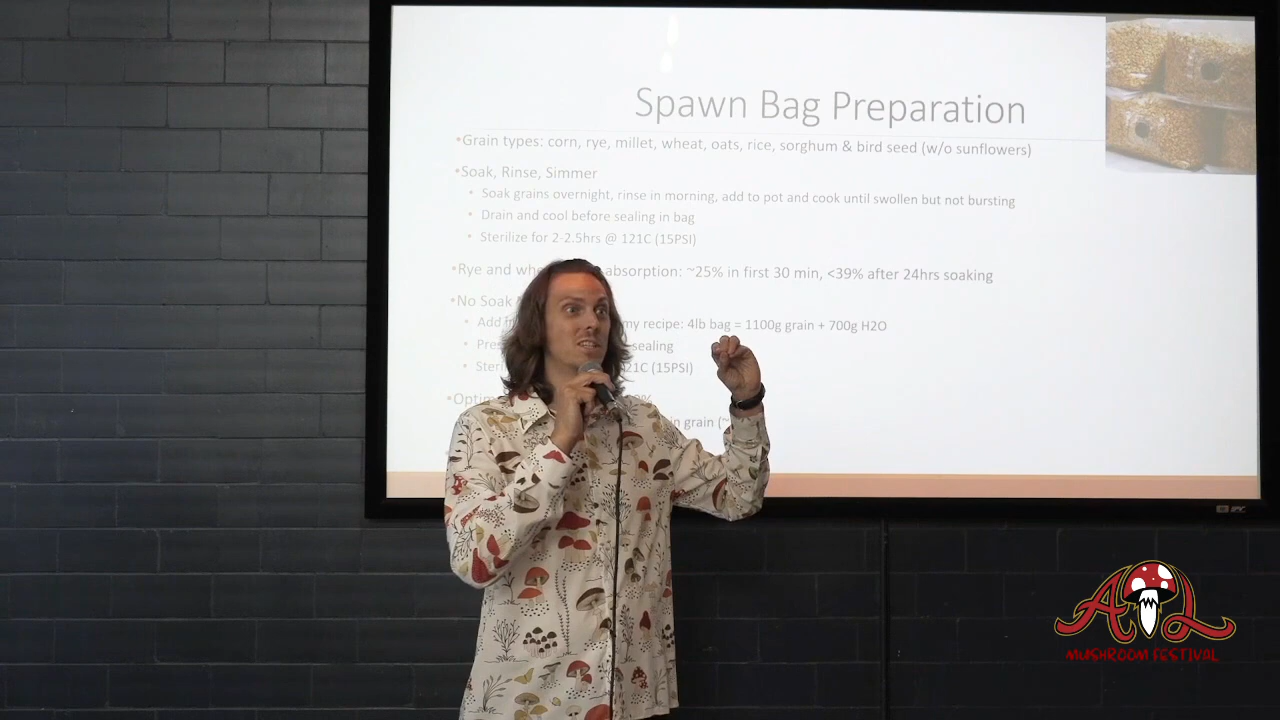 Spawn Bag Preparation
•Grain types: corn, rye, millet, wheat, oats, rice, sorghum & bird seed (w/o sunflowers)
•Soak, Rinse, Simmer
• Soak grains overnight, rinse in morning, add to pot and cook until swollen but not bursting
• Drain and cool before sealing in bag
• Sterilize for 2-2.5hrs @ 121C (15PSI)
•Rye and absorption: ~25% in first 30 min, <39% after 24hrs soaking
•No Soak
• Add my recipe: 4lb bag = 1100g grain + 700g H2O
• sealing
• 121C (15PSI)
in grain (~
ATL
MUSHROOM FESTIVAL